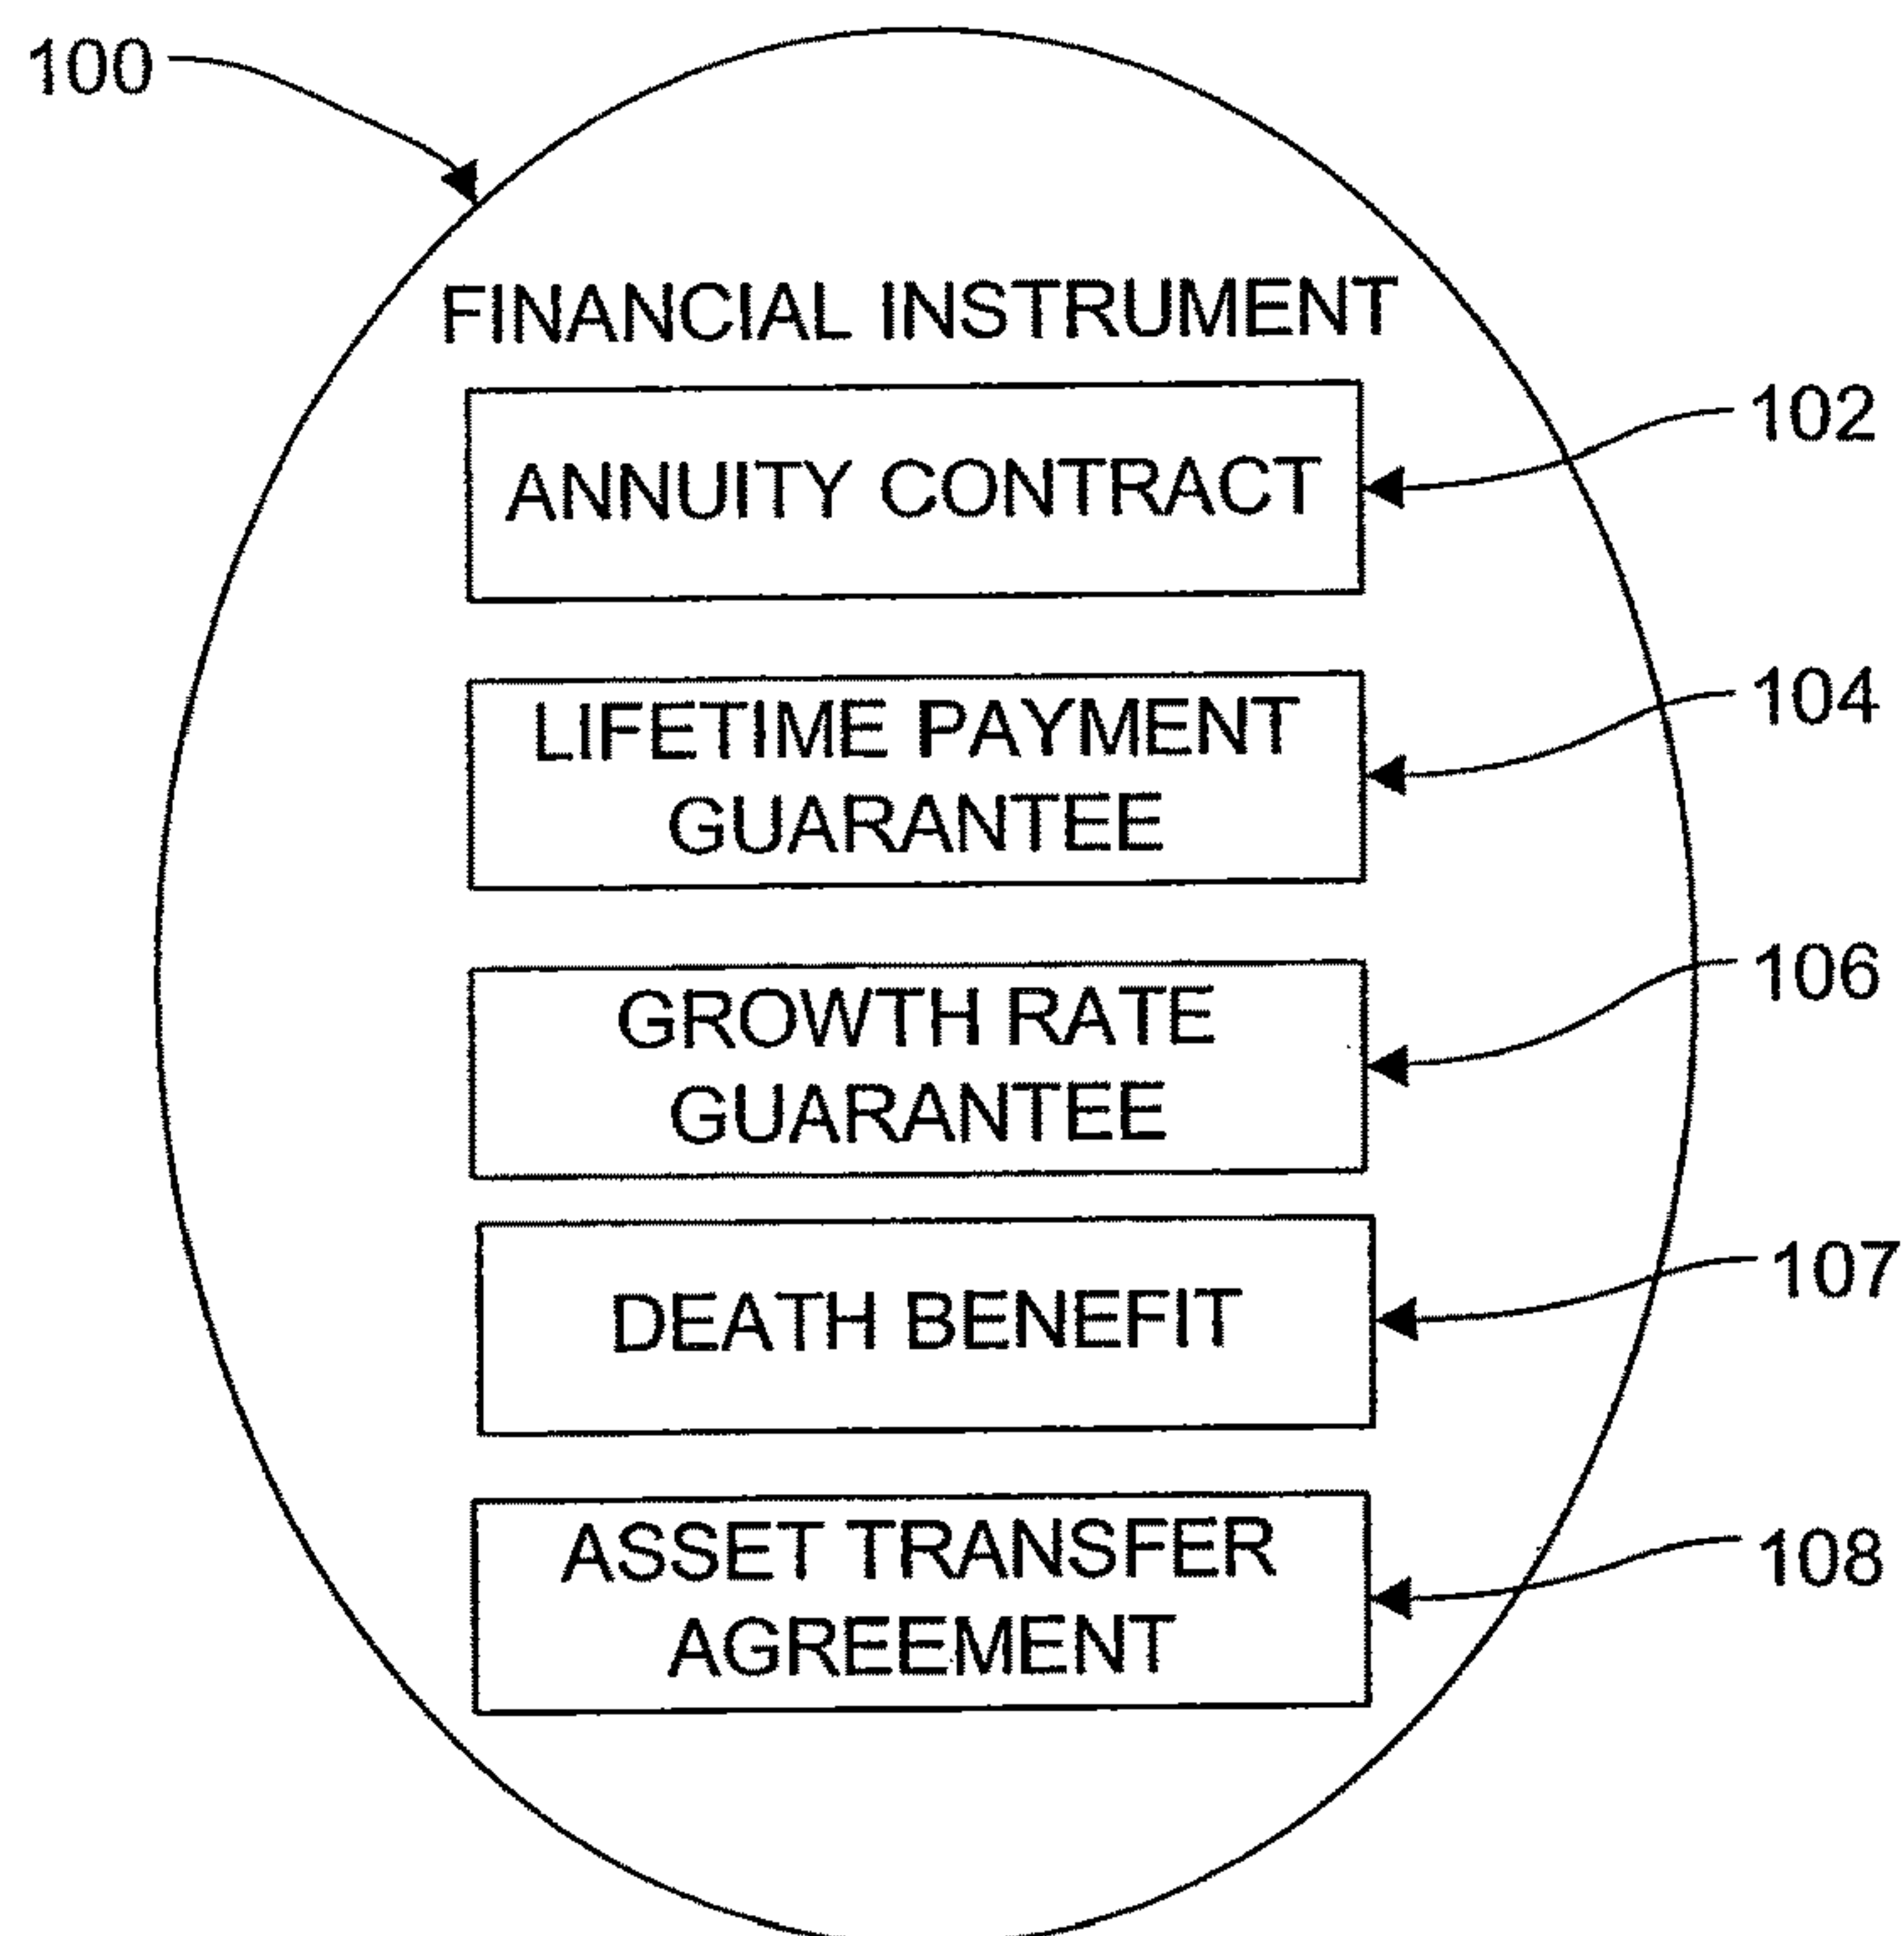 100
FINANCIAL INSTRUMENT
ANNUITY CONTRACT
102
LIFETIME PAYMENT
GUARANTEE
104
GROWTH RATE
GUARANTEE
106
DEATH BENEFIT
107
ASSET TRANSFER
AGREEMENT
108